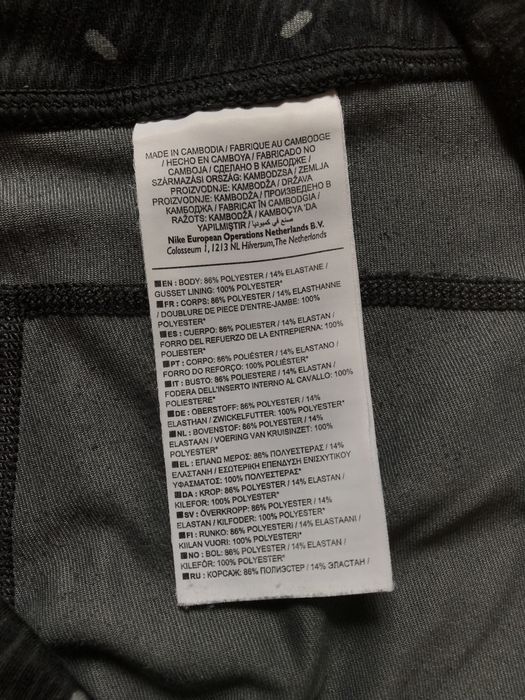 MADE IN CAMBODIA / FABRIQUE AU CAMBODGE
/ HECHO EN CAMBOYA / FABRICADO NO
CAMBOJA / СДЕЛАНО В КАМБОДЖЕ /
SZÁRMAZÁSI ORSZÁG: KAMBODZSA / ZEMLJA
PROIZVODNJE: KAMBODŽA / DRŽAVA
PROIZVODNJE: KAMBODŽA / ПРОИЗВЕДЕНО В
КАМБОДЖА / FABRICAT ÎN CAMBODGIA /
RAŽOTS: KAMBODŽĀ / KAMBOÇYA 'DA
YAPILMIŞTIR / صنع في كمبوديا
Nike European Operations Netherlands B.V.
Colosseum 1, 1213 NL Hilversum, The Netherlands
■EN : BODY: 86% POLYESTER / 14% ELASTANE /
GUSSET LINING: 100% POLYESTER*
■FR : CORPS: 86% POLYESTER / 14% ELASTHANNE
/ DOUBLURE DE PIECE D'ENTRE-JAMBE: 100%
POLYESTER*
■ES : CUERPO: 86% POLIESTER / 14% ELASTAN /
FORRO DEL REFUERZO DE LA ENTREPIERNA: 100%
POLIESTER*
■PT : CORPO: 86% POLIÉSTER / 14% ELASTANO /
FORRO DO REFORÇO: 100% POLIÉSTER*
■IT : BUSTO: 86% POLIESTERE / 14% ELASTAN /
FODERA DELL'INSERTO INTERNO AL CAVALLO: 100%
POLIESTERE*
■DE : OBERSTOFF: 86% POLYESTER / 14%
ELASTHAN / ZWICKELFUTTER: 100% POLYESTER*
■NL : BOVENSTOF: 86% POLYESTER / 14%
ELASTAAN / VOERING VAN KRUISINZET: 100%
POLYESTER*
■EL : ΕΠΑΝΩ ΜΕΡΟΣ: 86% ΠΟΛΥΕΣΤΕΡΑΣ / 14%
ΕΛΑΣΤΑΝΗ / ΕΣΩΤΕΡΙΚΗ ΕΠΕΝΔΥΣΗ ΕΝΙΣΧΥΤΙΚΟΥ
ΥΦΑΣΜΑΤΟΣ: 100% ΠΟΛΥΕΣΤΕΡΑΣ*
■DA : KROP: 86% POLYESTER / 14% ELASTAN /
KILEFOR: 100% POLYESTER*
■SV : ÖVERKROPP: 86% POLYESTER / 14%
ELASTAN / KILFODER: 100% POLYESTER*
■FI : RUNKO: 86% POLYESTERI / 14% ELASTAANI /
KIILAN VUORI: 100% POLYESTERI*
■NO : BOL: 86% POLYESTER / 14% ELASTAN /
KILEFÔR: 100% POLYESTER*
■RU : КОРСАЖ: 86% ПОЛИЭСТЕР / 14% ЭЛАСТАН /